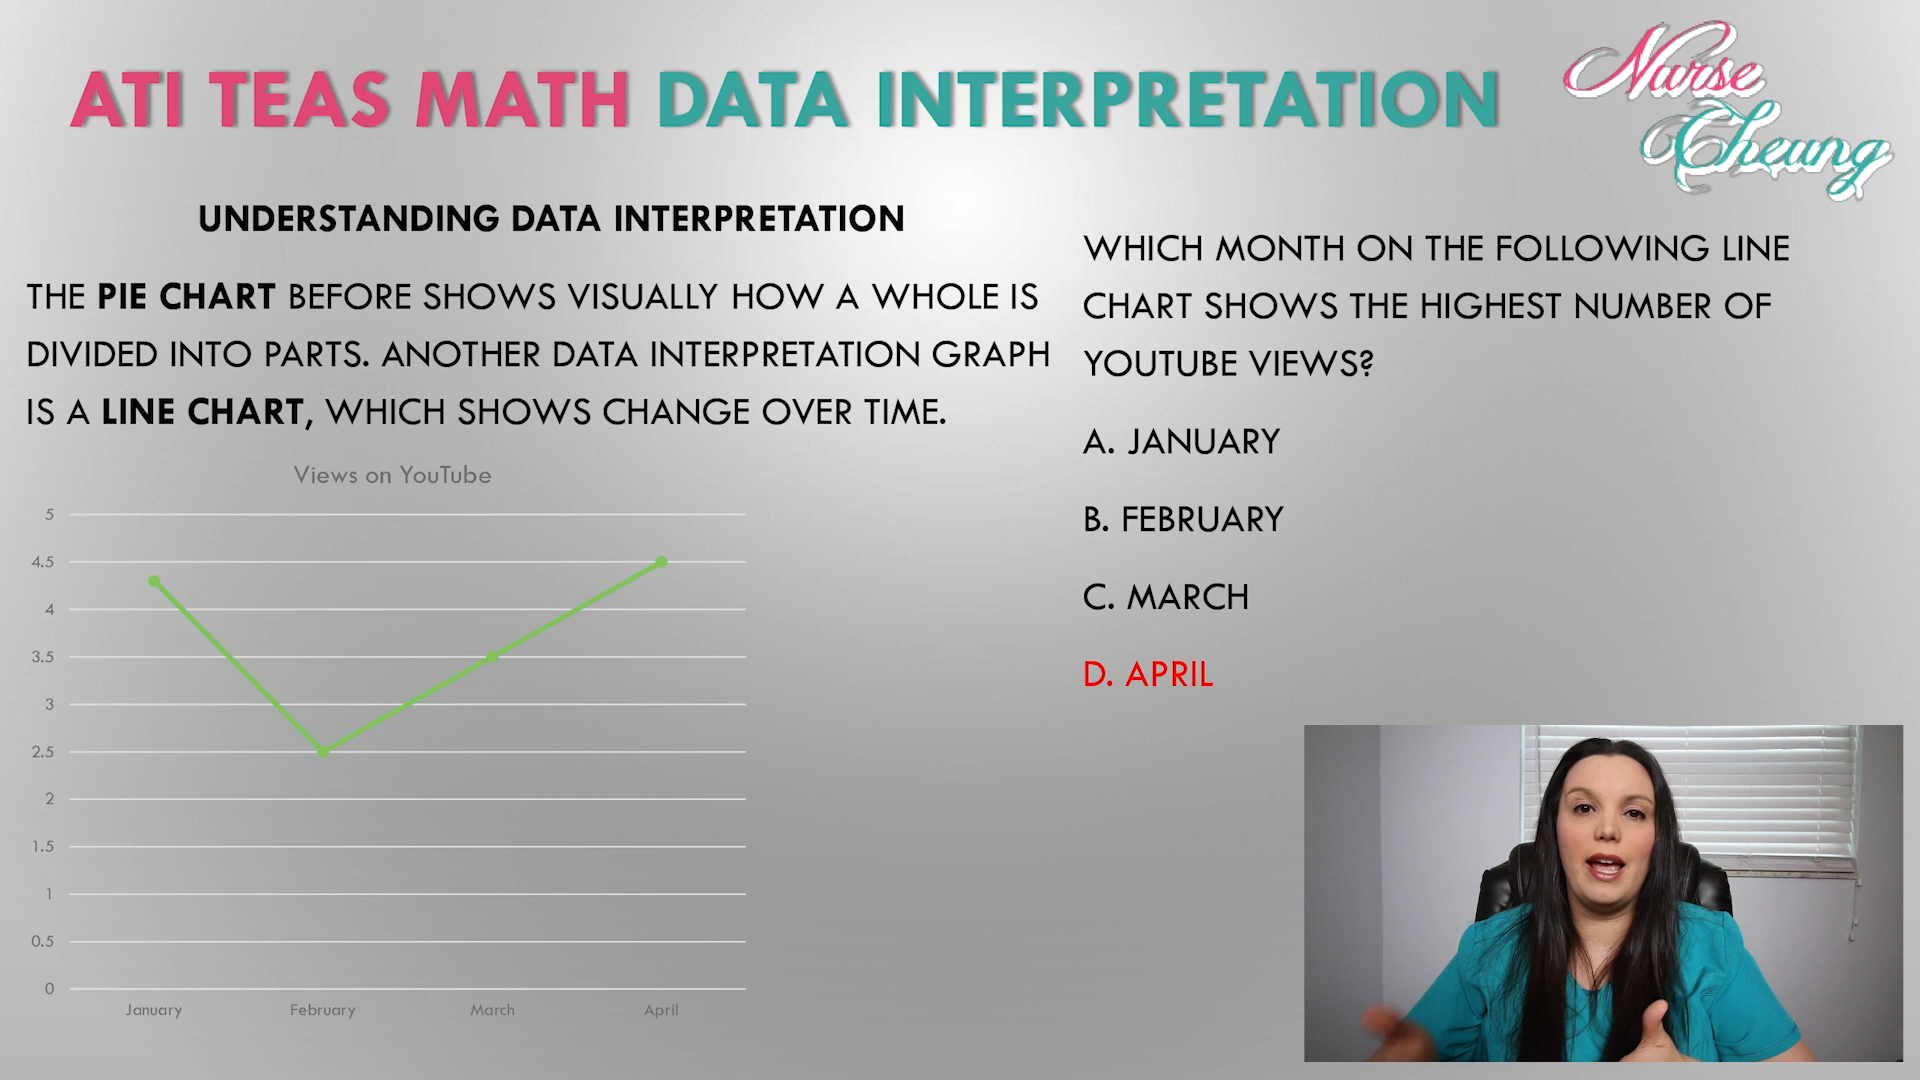 ATI TEAS MATH DATA INTERPRETATION
Nurse
Cheung
UNDERSTANDING DATA INTERPRETATION
THE PIE CHART BEFORE SHOWS VISUALLY HOW A WHOLE IS
DIVIDED INTO PARTS. ANOTHER DATA INTERPRETATION GRAPH
IS A LINE CHART, WHICH SHOWS CHANGE OVER TIME.
Views on YouTube
5
4.5
4
3.5
3
2.5
2
1.5
1
0.5
0
January February March April
WHICH MONTH ON THE FOLLOWING LINE
CHART SHOWS THE HIGHEST NUMBER OF
YOUTUBE VIEWS?
A. JANUARY
B. FEBRUARY
C. MARCH
D. APRIL